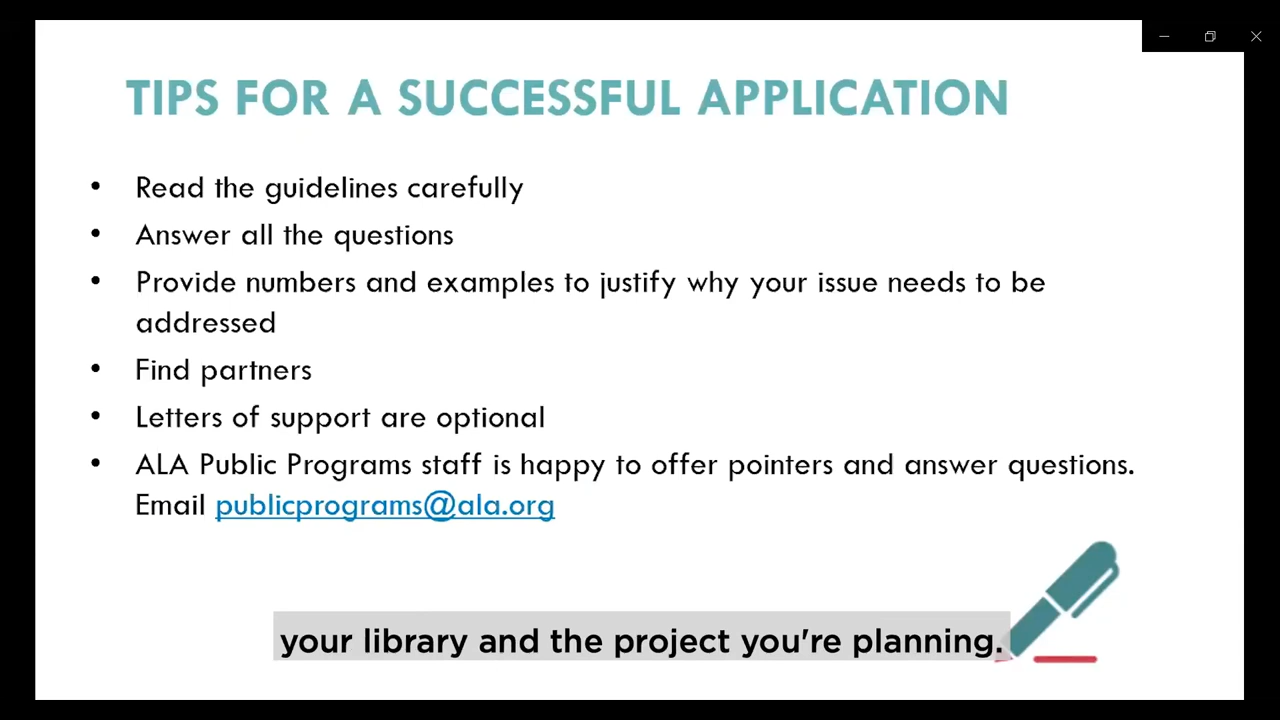 TIPS FOR A SUCCESSFUL APPLICATION
• Read the guidelines carefully
• Answer all the questions
• Provide numbers and examples to justify why your issue needs to be
addressed
• Find partners
• Letters of support are optional
• ALA Public Programs staff is happy to offer pointers and answer questions.
Email publicprograms@ala.org
your library and the project you're planning.